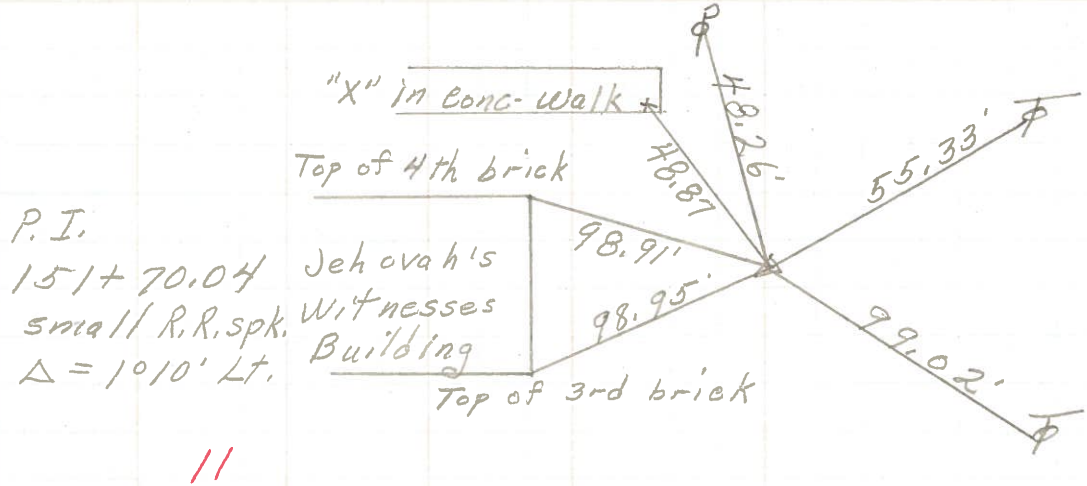 "X" in conc-walk
48.26'
55.33'
48.87
Top of 4th brick
98.91'
P.I.
151+70.04
small R.R. spk.
Δ = 1°10' Lt.
Jehovah's
Witnesses
Building
98.95'
99.02'
Top of 3rd brick
11